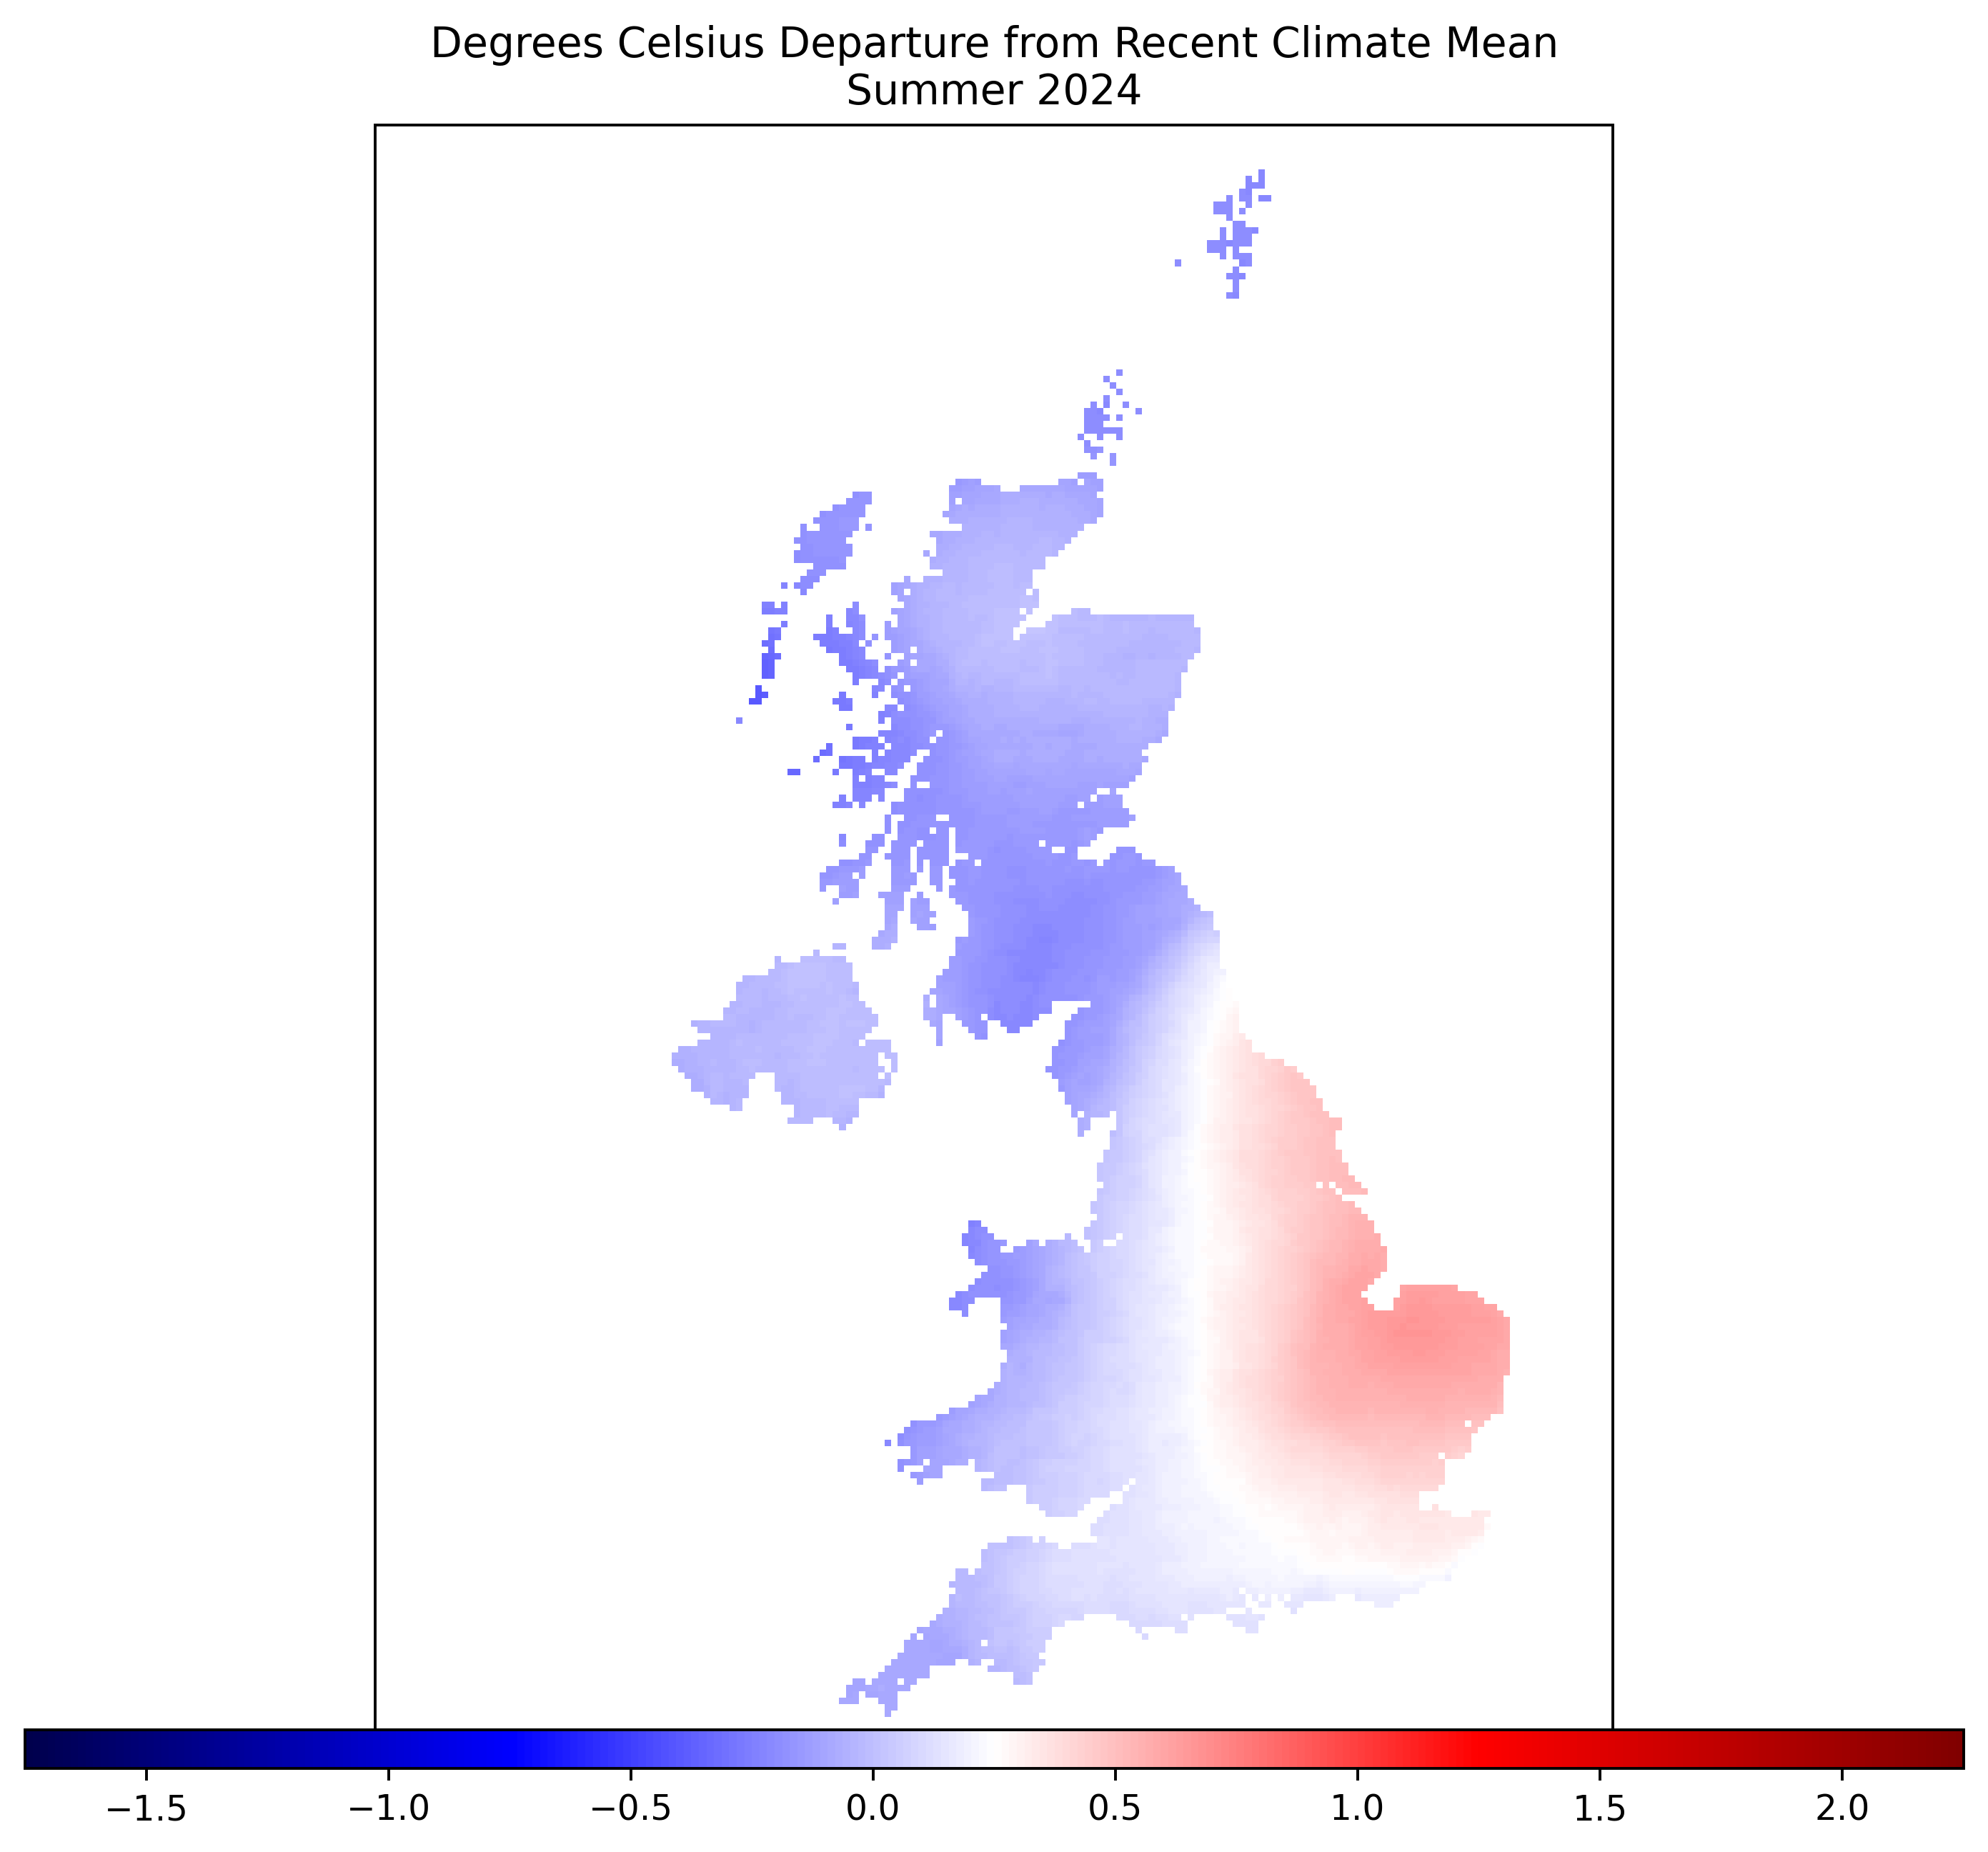 Degrees Celsius Departure from Recent Climate Mean
Summer 2024
−1.5 −1.0 −0.5 0.0 0.5 1.0 1.5 2.0